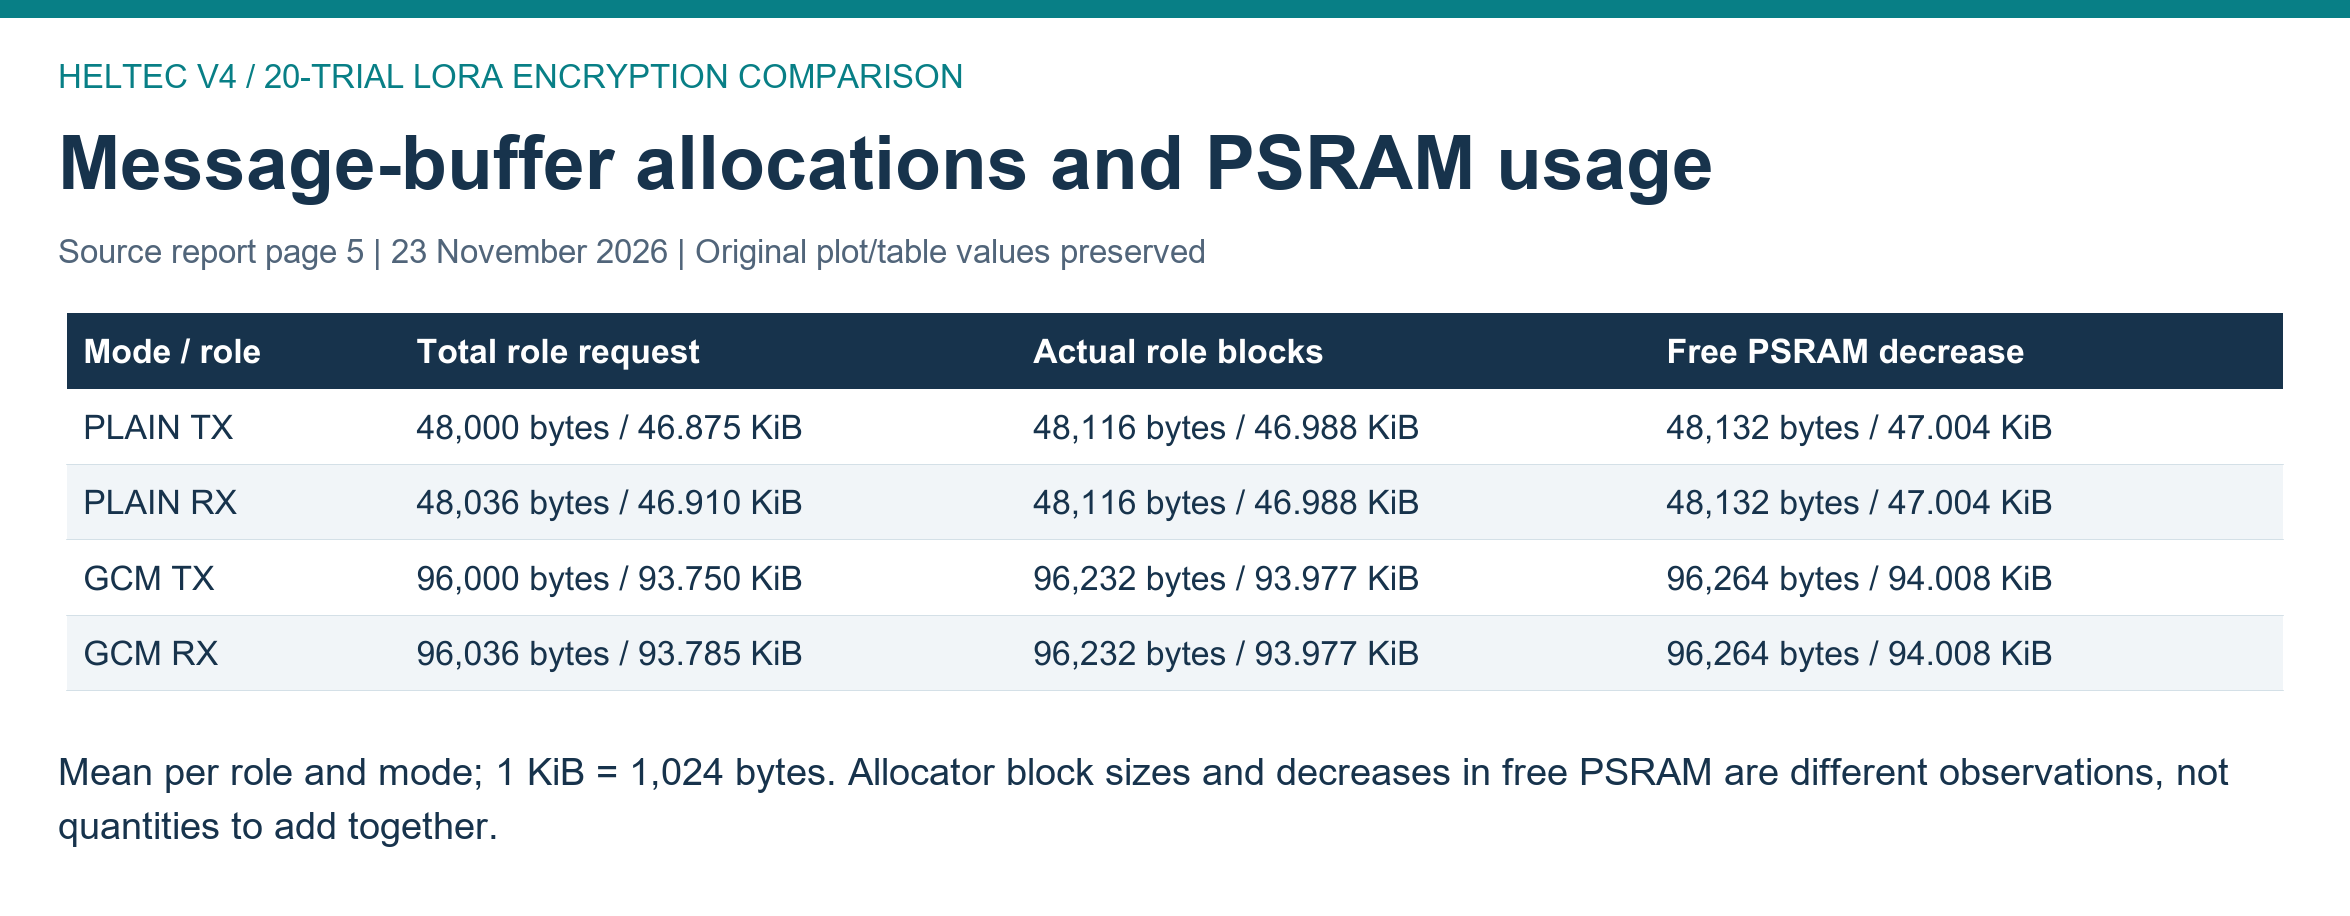 HELTEC V4 / 20-TRIAL LORA ENCRYPTION COMPARISON
Message-buffer allocations and PSRAM usage
Source report page 5 | 23 November 2026 | Original plot/table values preserved
Mode / role Total role request Actual role blocks Free PSRAM decrease
PLAIN TX 48,000 bytes / 46.875 KiB 48,116 bytes / 46.988 KiB 48,132 bytes / 47.004 KiB
PLAIN RX 48,036 bytes / 46.910 KiB 48,116 bytes / 46.988 KiB 48,132 bytes / 47.004 KiB
GCM TX 96,000 bytes / 93.750 KiB 96,232 bytes / 93.977 KiB 96,264 bytes / 94.008 KiB
GCM RX 96,036 bytes / 93.785 KiB 96,232 bytes / 93.977 KiB 96,264 bytes / 94.008 KiB
Mean per role and mode; 1 KiB = 1,024 bytes. Allocator block sizes and decreases in free PSRAM are different observations, not
quantities to add together.